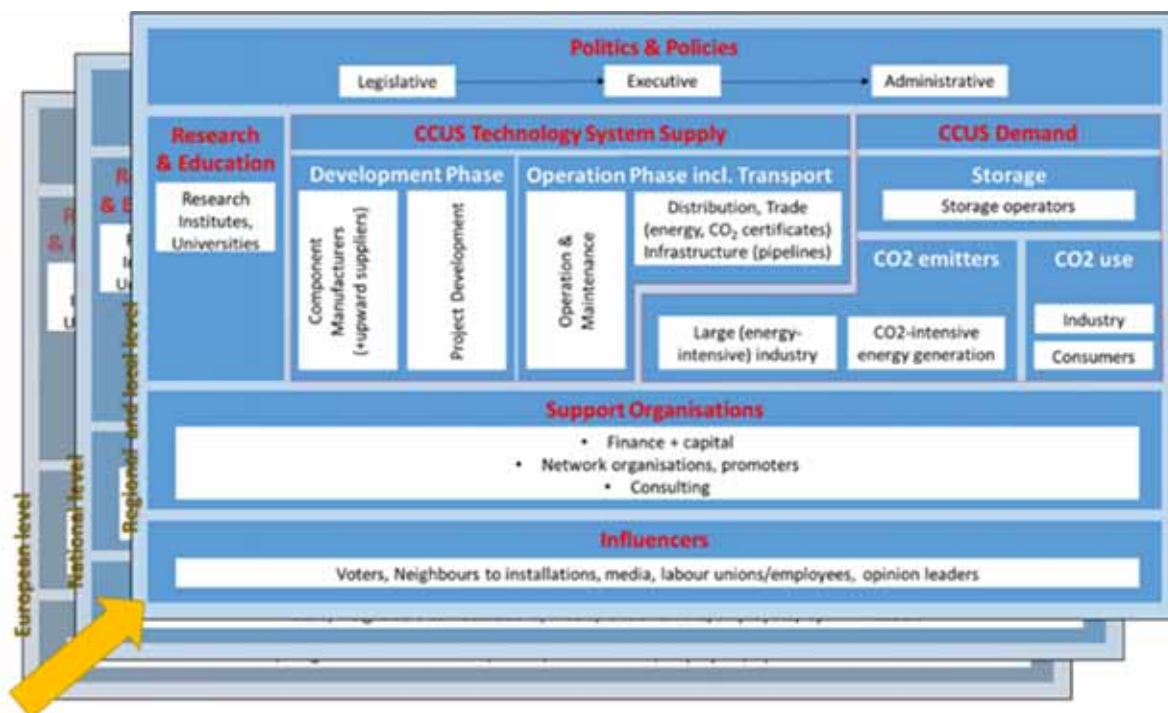 Politics & Policies
Legislative
Executive
Administrative
Research
& Education
Research
Institutes,
Universities
CCUS Technology System Supply
Development Phase
Component
Manufacturers
(+upward suppliers)
Project Development
Operation Phase incl. Transport
Operation &
Maintenance
Distribution, Trade
(energy, CO₂ certificates)
Infrastructure (pipelines)
CCUS Demand
Storage
Storage operators
CO2 emitters
Large (energy-
intensive) industry
CO2-intensive
energy generation
CO2 use
Industry
Consumers
Support Organisations
• Finance + capital
• Network organisations, promoters
• Consulting
Influencers
Voters, Neighbours to installations, media, labour unions/employees, opinion leaders
Regional and local level
National level
European level